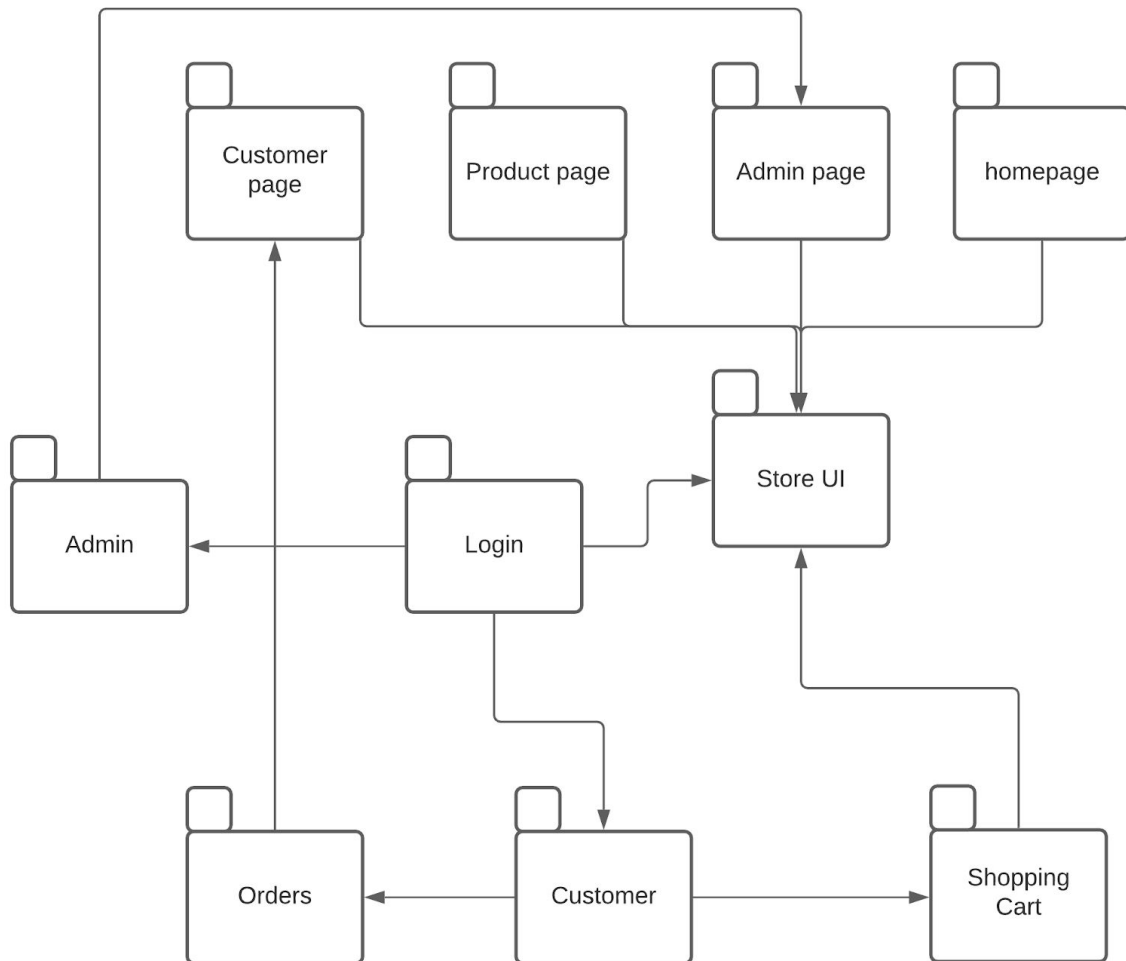 Customer
page
Product page
Admin page
homepage
Store UI
Admin
Login
Orders
Customer
Shopping
Cart